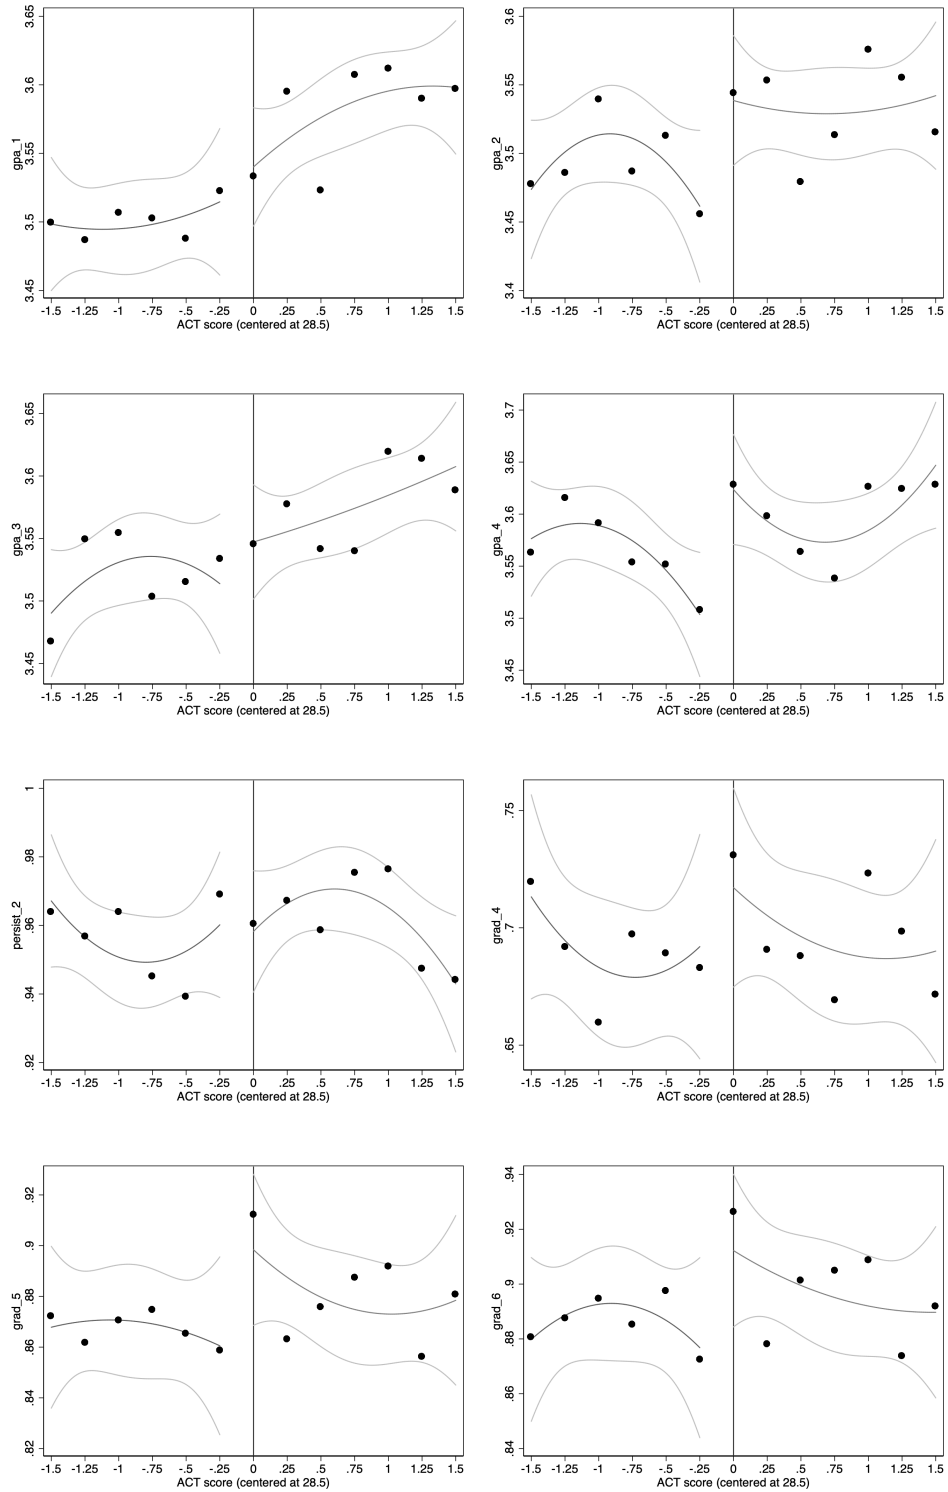 gpa_1
3.65
3.6
3.55
3.5
3.45
-1.5 -1.25 -1 -.75 -.5 -.25 0 .25 .5 .75 1 1.25 1.5
ACT score (centered at 28.5)
gpa_2
3.6
3.55
3.5
3.45
3.4
-1.5 -1.25 -1 -.75 -.5 -.25 0 .25 .5 .75 1 1.25 1.5
ACT score (centered at 28.5)
gpa_3
3.65
3.6
3.55
3.5
3.45
-1.5 -1.25 -1 -.75 -.5 -.25 0 .25 .5 .75 1 1.25 1.5
ACT score (centered at 28.5)
gpa_4
3.7
3.65
3.6
3.55
3.5
3.45
-1.5 -1.25 -1 -.75 -.5 -.25 0 .25 .5 .75 1 1.25 1.5
ACT score (centered at 28.5)
persist_2
1
.98
.96
.94
.92
-1.5 -1.25 -1 -.75 -.5 -.25 0 .25 .5 .75 1 1.25 1.5
ACT score (centered at 28.5)
grad_4
.75
.7
.65
-1.5 -1.25 -1 -.75 -.5 -.25 0 .25 .5 .75 1 1.25 1.5
ACT score (centered at 28.5)
grad_5
.92
.9
.88
.86
.84
.82
-1.5 -1.25 -1 -.75 -.5 -.25 0 .25 .5 .75 1 1.25 1.5
ACT score (centered at 28.5)
grad_6
.94
.92
.9
.88
.86
.84
-1.5 -1.25 -1 -.75 -.5 -.25 0 .25 .5 .75 1 1.25 1.5
ACT score (centered at 28.5)